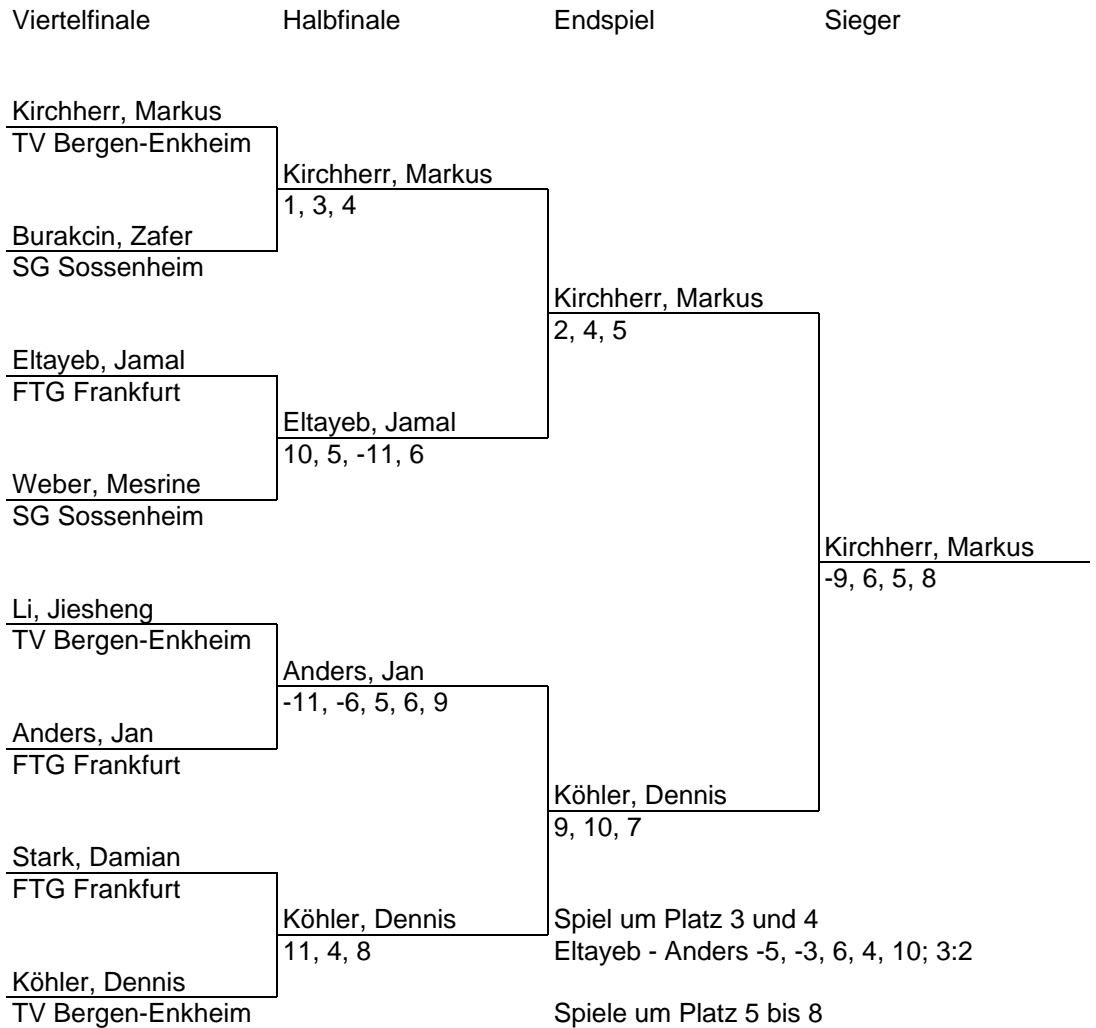 Viertelfinale Halbfinale Endspiel Sieger
Kirchherr, Markus
TV Bergen-Enkheim
Kirchherr, Markus
1, 3, 4
Burakcin, Zafer
SG Sossenheim
Kirchherr, Markus
2, 4, 5
Eltayeb, Jamal
FTG Frankfurt
Eltayeb, Jamal
10, 5, -11, 6
Weber, Mesrine
SG Sossenheim
Kirchherr, Markus
-9, 6, 5, 8
Li, Jiesheng
TV Bergen-Enkheim
Anders, Jan
-11, -6, 5, 6, 9
Anders, Jan
FTG Frankfurt
Köhler, Dennis
9, 10, 7
Stark, Damian
FTG Frankfurt
Köhler, Dennis
11, 4, 8
Spiel um Platz 3 und 4
Eltayeb - Anders -5, -3, 6, 4, 10; 3:2
Köhler, Dennis
TV Bergen-Enkheim
Spiele um Platz 5 bis 8